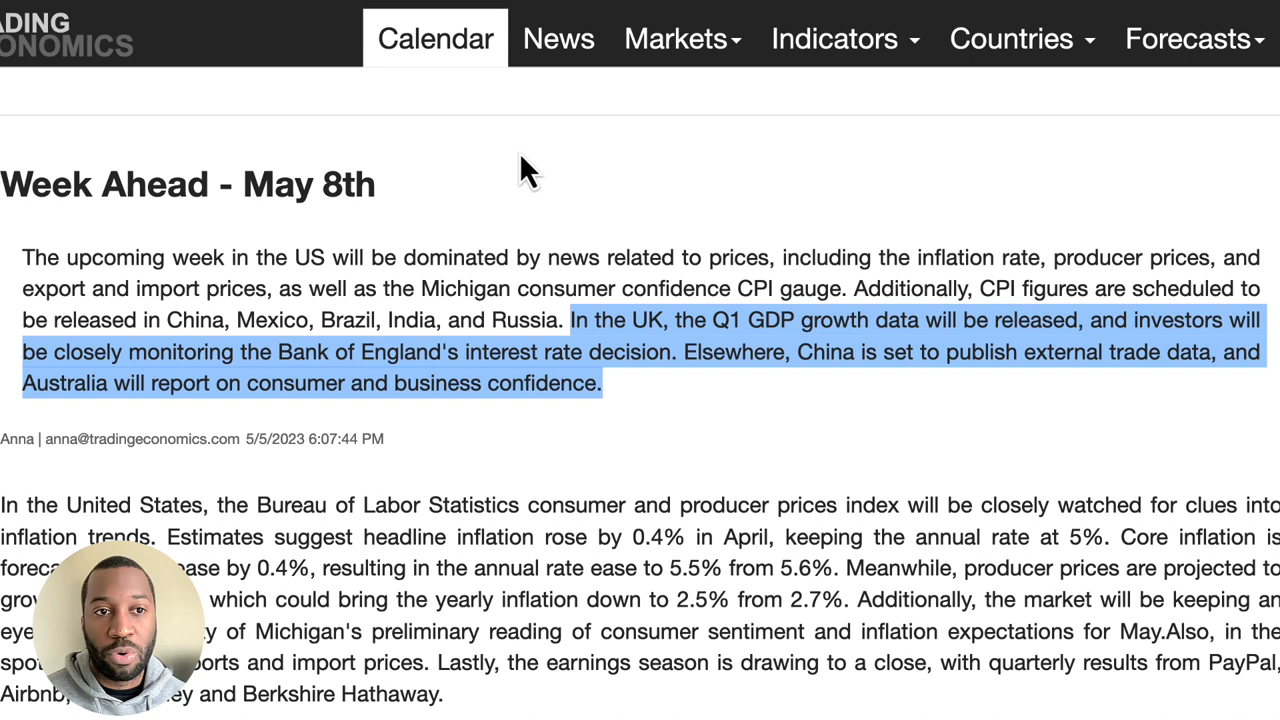 ADING
ONOMICS
Calendar News Markets Indicators Countries Forecasts
Week Ahead - May 8th
The upcoming week in the US will be dominated by news related to prices, including the inflation rate, producer prices, and
export and import prices, as well as the Michigan consumer confidence CPI gauge. Additionally, CPI figures are scheduled to
be released in China, Mexico, Brazil, India, and Russia. In the UK, the Q1 GDP growth data will be released, and investors will
be closely monitoring the Bank of England's interest rate decision. Elsewhere, China is set to publish external trade data, and
Australia will report on consumer and business confidence.
Anna | anna@tradingeconomics.com 5/5/2023 6:07:44 PM
In the United States, the Bureau of Labor Statistics consumer and producer prices index will be closely watched for clues into
inflation trends. Estimates suggest headline inflation rose by 0.4% in April, keeping the annual rate at 5%. Core inflation is
by 0.4%, resulting in the annual rate ease to 5.5% from 5.6%. Meanwhile, producer prices are projected to
which could bring the yearly inflation down to 2.5% from 2.7%. Additionally, the market will be keeping an
eye of Michigan's preliminary reading of consumer sentiment and inflation expectations for May.Also, in the
and import prices. Lastly, the earnings season is drawing to a close, with quarterly results from PayPal,
Airbnb, and Berkshire Hathaway.